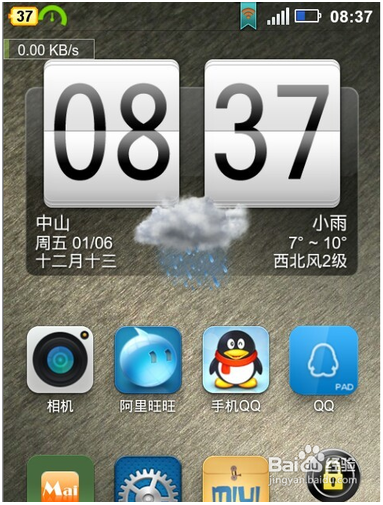 37
08:37
0.00 KB/s
08 37
中山
小雨
周五 01/06
7° ~ 10°
十二月十三
西北风2级
PAD
相机
阿里旺旺
手机QQ
QQ
Mai
MIUI
Baidu经验
jingyan.baidu.com